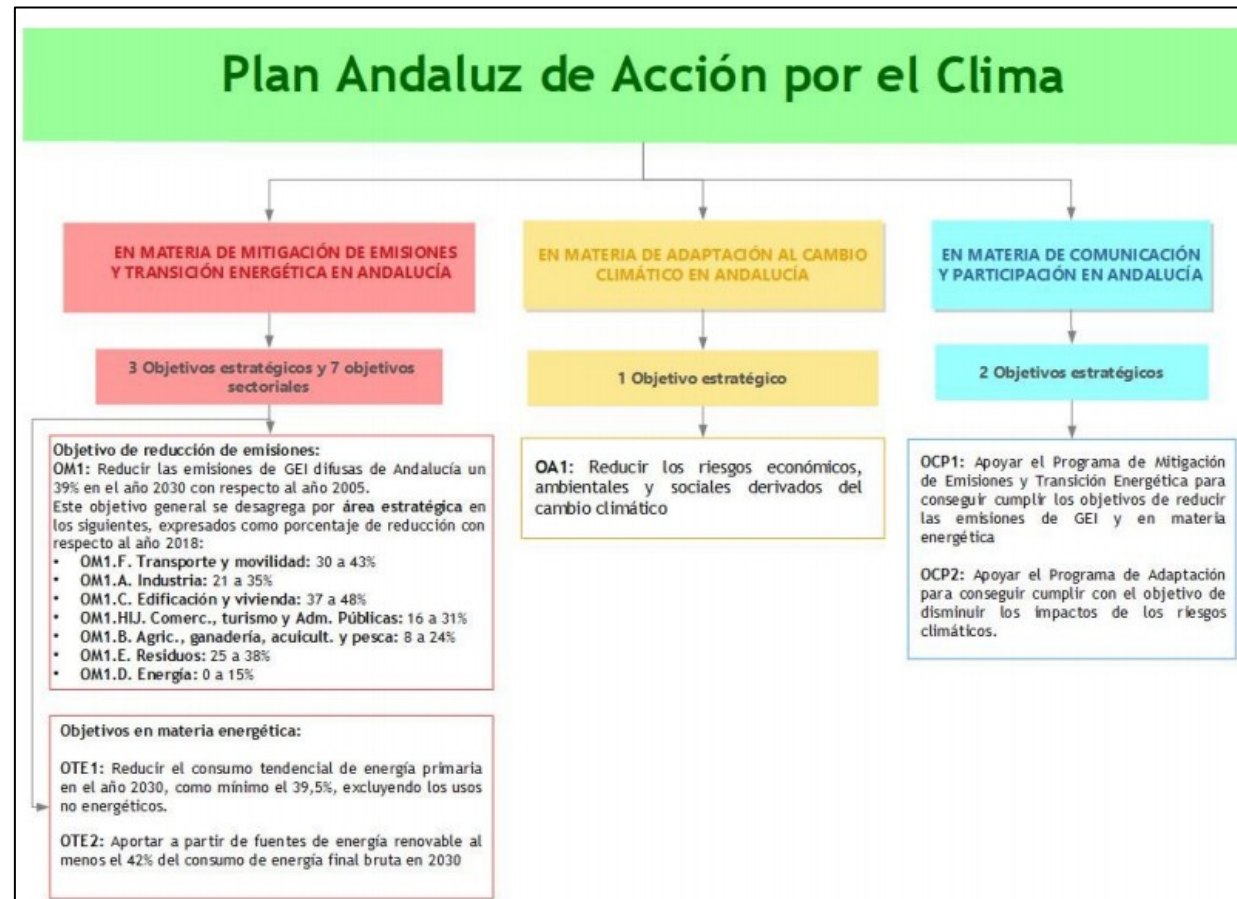 Plan Andaluz de Acción por el Clima
EN MATERIA DE MITIGACIÓN DE EMISIONES
Y TRANSICIÓN ENERGÉTICA EN ANDALUCÍA
3 Objetivos estratégicos y 7 objetivos
sectoriales
Objetivo de reducción de emisiones:
OM1: Reducir las emisiones de GEI difusas de Andalucía un
39% en el año 2030 con respecto al año 2005.
Este objetivo general se desagrega por área estratégica en
los siguientes, expresados como porcentaje de reducción con
respecto al año 2018:
• OM1.F. Transporte y movilidad: 30 a 43%
• OM1.A. Industria: 21 a 35%
• OM1.C. Edificación y vivienda: 37 a 48%
• OM1.HIJ. Comerc., turismo y Adm. Públicas: 16 a 31%
• OM1.B. Agric., ganadería, acuicult. y pesca: 8 a 24%
• OM1.E. Residuos: 25 a 38%
• OM1.D. Energía: 0 a 15%
Objetivos en materia energética:
OTE1: Reducir el consumo tendencial de energía primaria
en el año 2030, como mínimo el 39,5%, excluyendo los usos
no energéticos.
OTE2: Aportar a partir de fuentes de energía renovable al
menos el 42% del consumo de energía final bruta en 2030
EN MATERIA DE ADAPTACIÓN AL CAMBIO
CLIMÁTICO EN ANDALUCÍA
1 Objetivo estratégico
OA1: Reducir los riesgos económicos,
ambientales y sociales derivados del
cambio climático
EN MATERIA DE COMUNICACIÓN
Y PARTICIPACIÓN EN ANDALUCÍA
2 Objetivos estratégicos
OCP1: Apoyar el Programa de Mitigación
de Emisiones y Transición Energética para
conseguir cumplir los objetivos de reducir
las emisiones de GEI y en materia
energética
OCP2: Apoyar el Programa de Adaptación
para conseguir cumplir con el objetivo de
disminuir los impactos de los riesgos
climáticos.